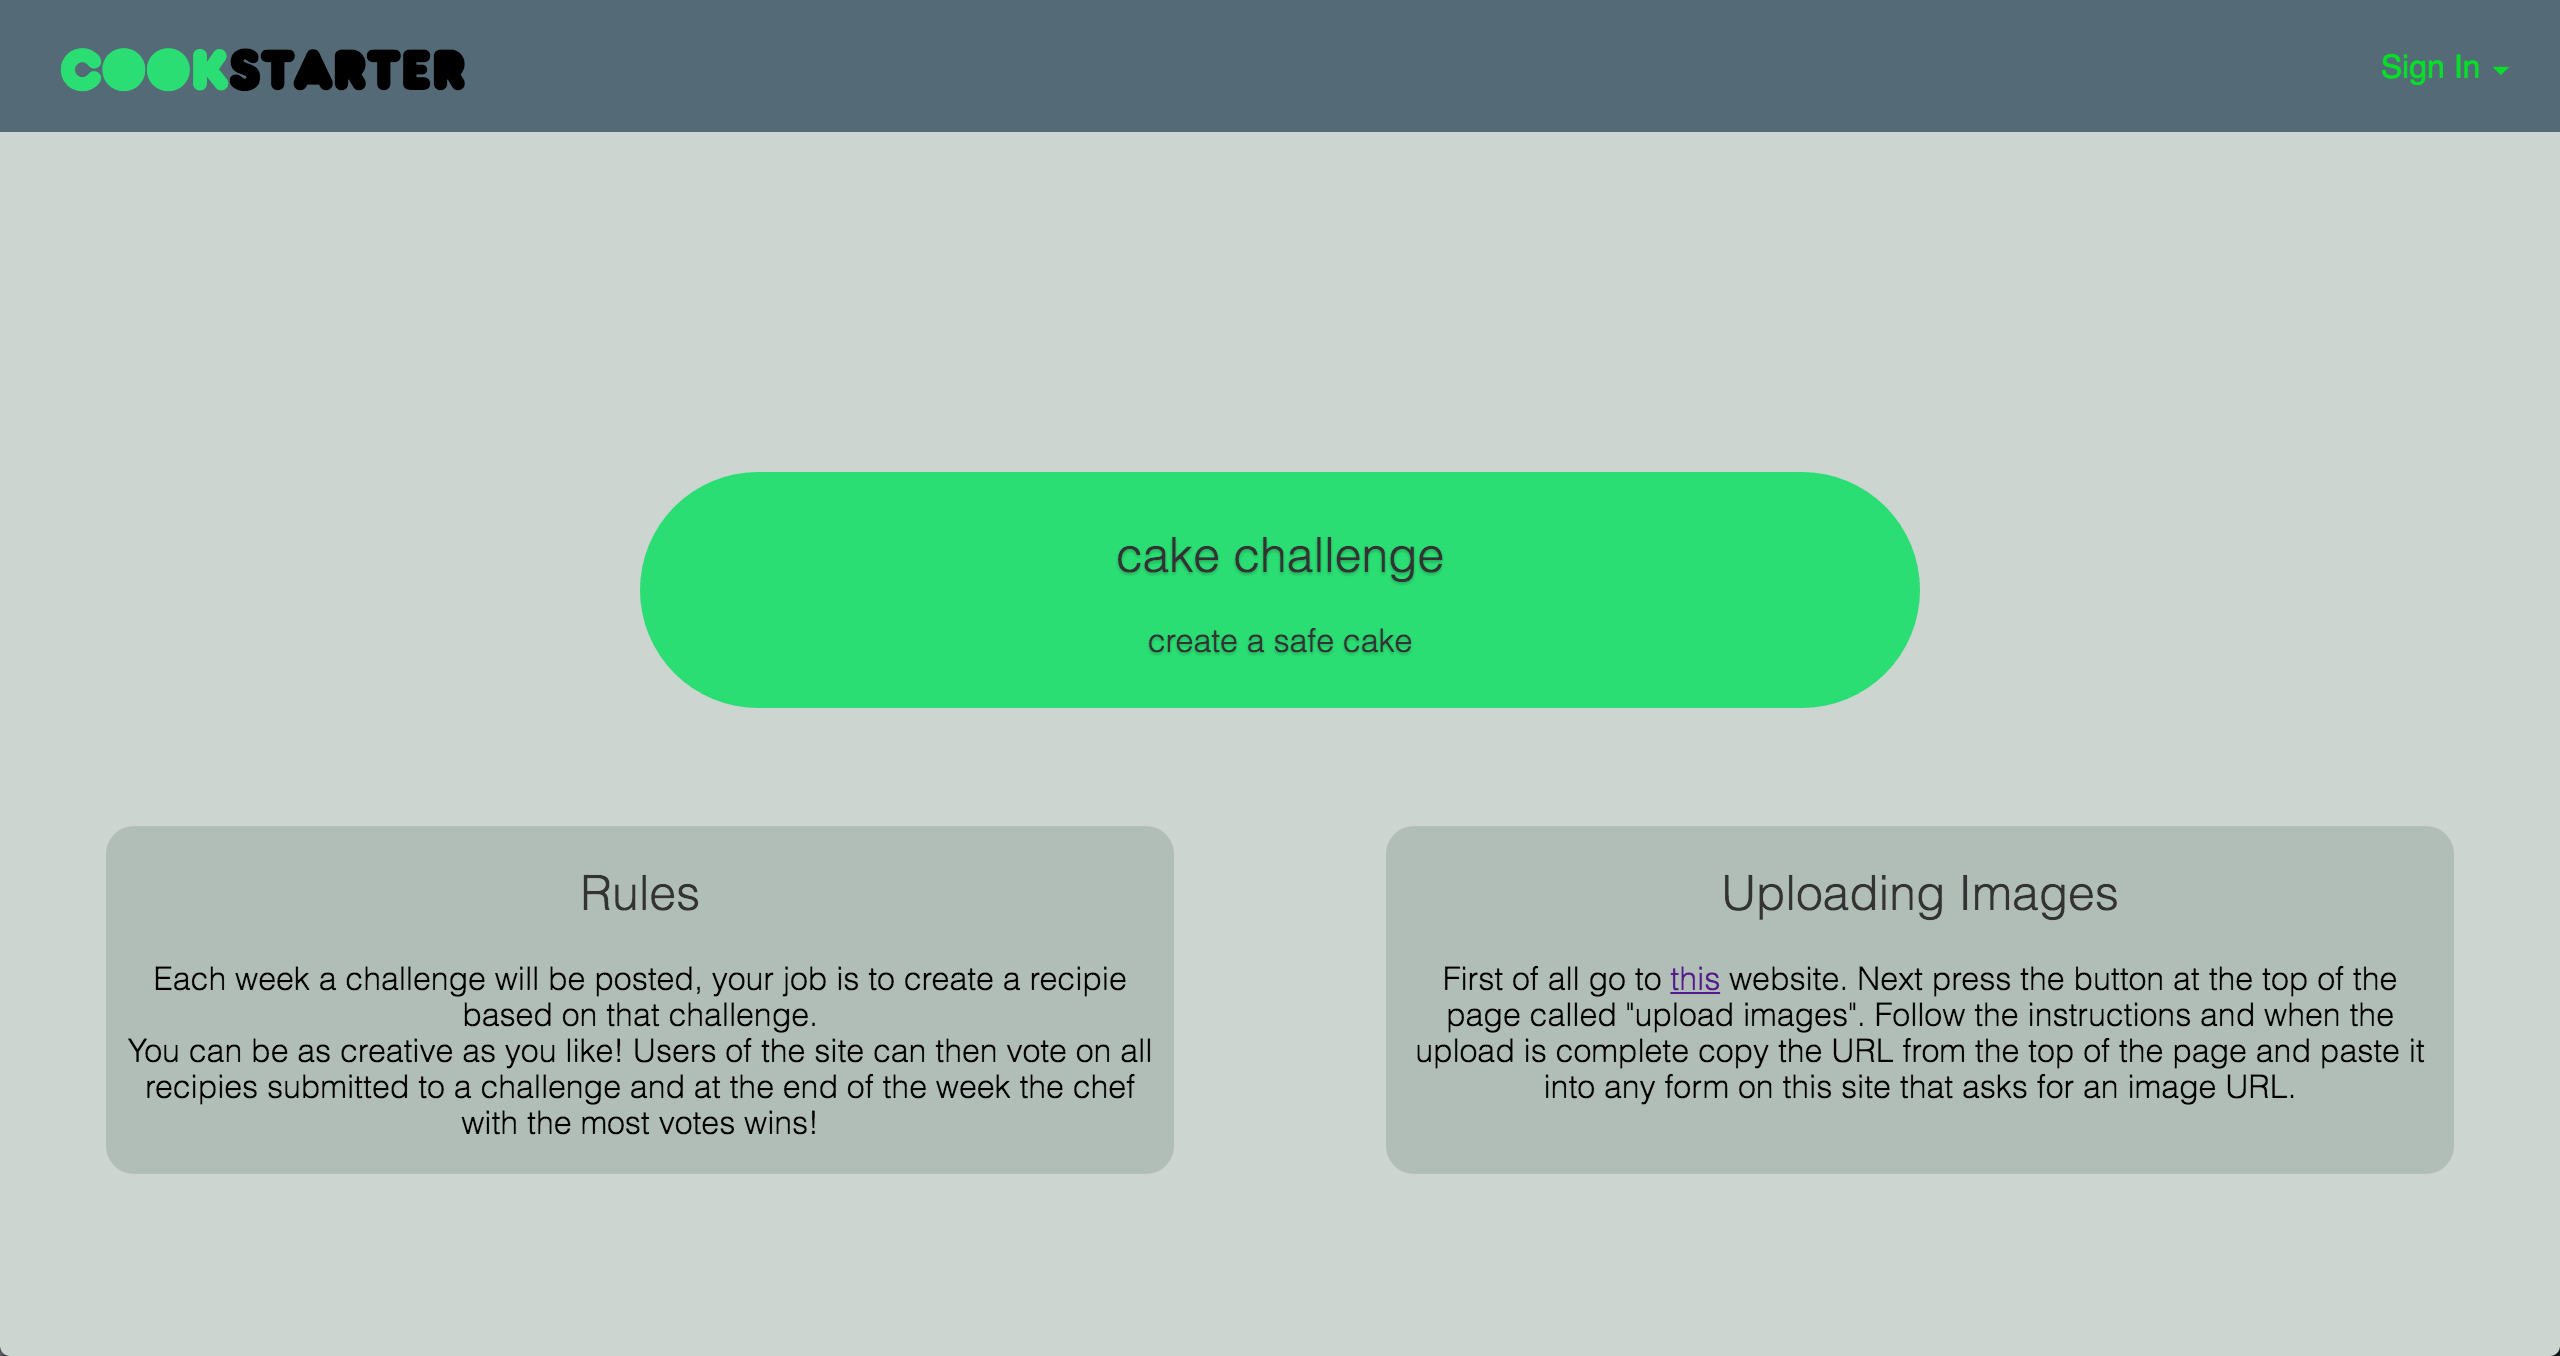 COOKSTARTER
Sign In
cake challenge
create a safe cake
Rules
Each week a challenge will be posted, your job is to create a recipie
based on that challenge.
You can be as creative as you like! Users of the site can then vote on all
recipies submitted to a challenge and at the end of the week the chef
with the most votes wins!
Uploading Images
First of all go to this website. Next press the button at the top of the
page called "upload images". Follow the instructions and when the
upload is complete copy the URL from the top of the page and paste it
into any form on this site that asks for an image URL.